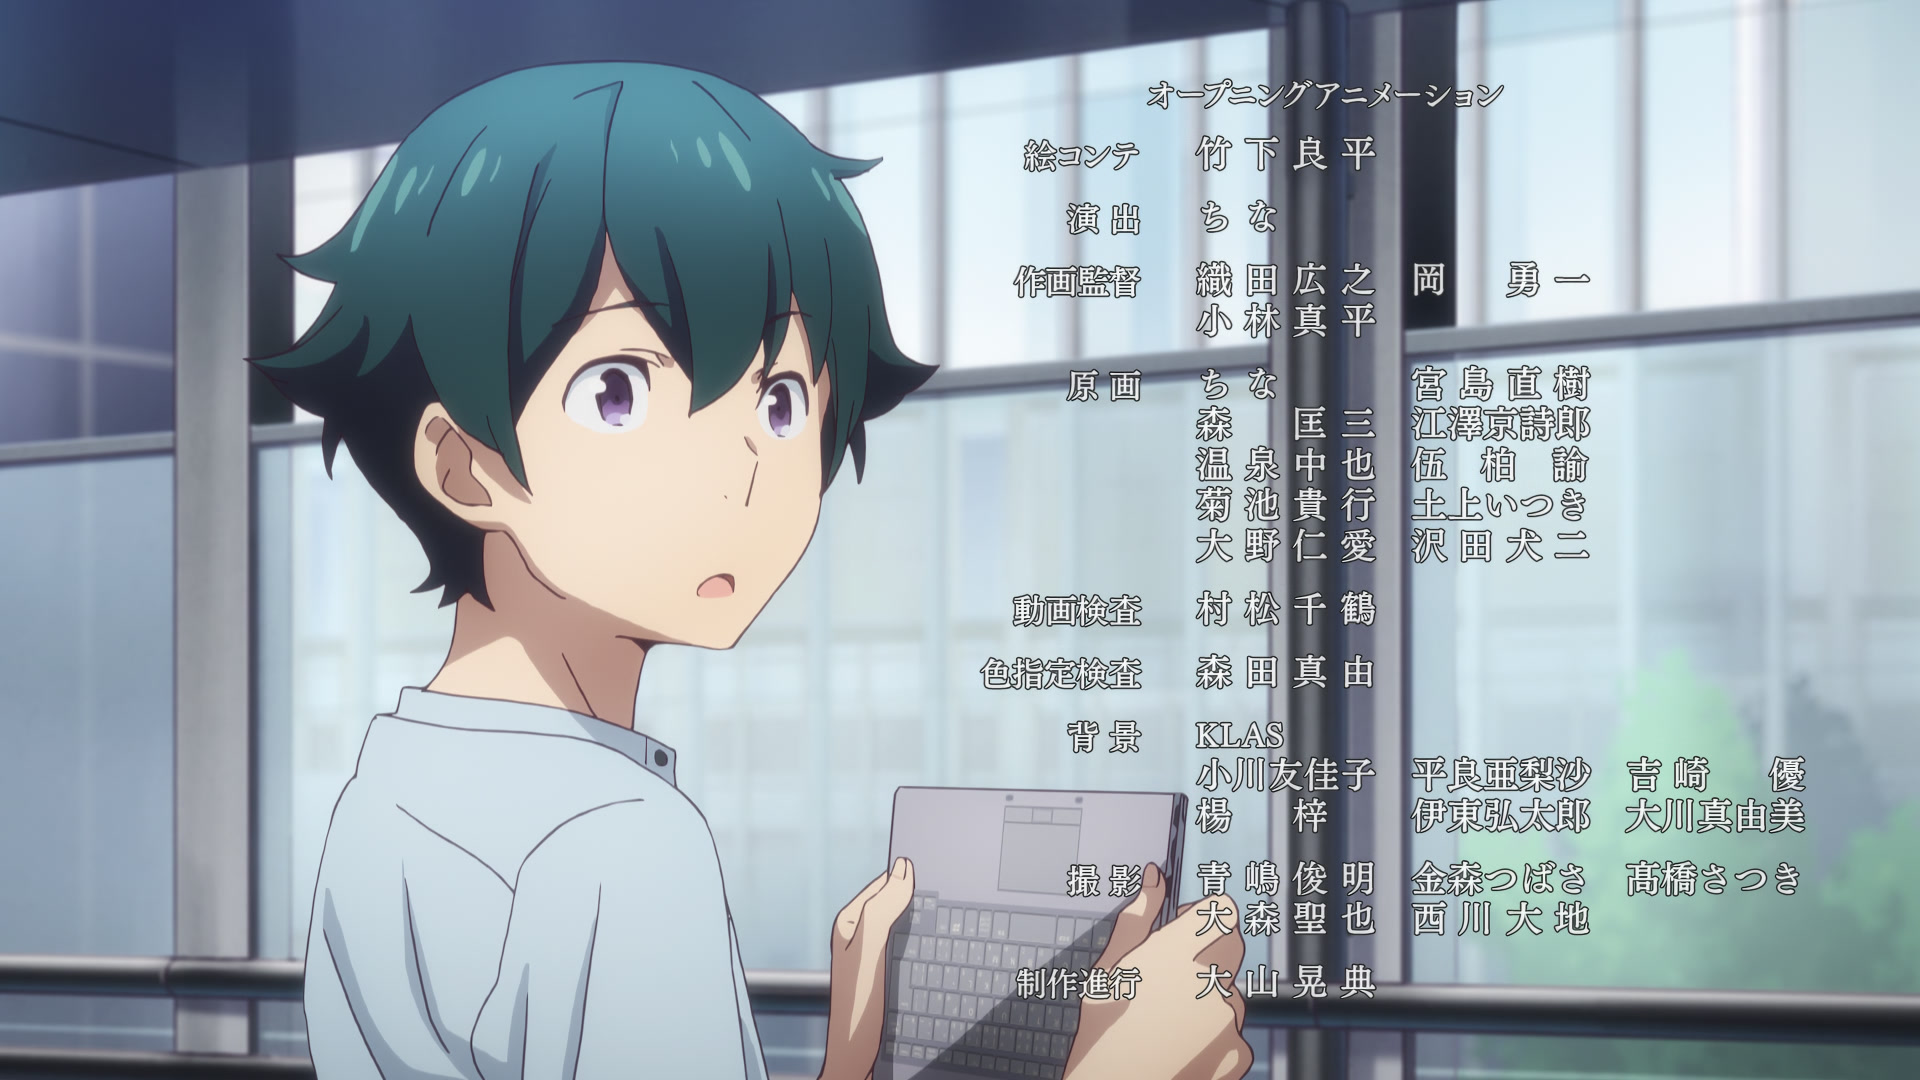 オープニングアニメーション
絵コンテ 竹下良平
演出 ちな
作画監督 織田広之 岡 勇一
小林真平
原画 ちな 宮島直樹
森 匡三 江澤京詩郎
温泉中也 伍柏諭
菊池貴行 土上いつき
大野仁愛 沢田犬二
動画検査 村松千鶴
色指定検査 森田真由
背景 KLAS
小川友佳子 平良亜梨沙 吉崎 優
楊 梓 伊東弘太郎 大川真由美
撮影 青嶋俊明 金森つばさ 髙橋さつき
大森聖也 西川大地
制作進行 大山晃典